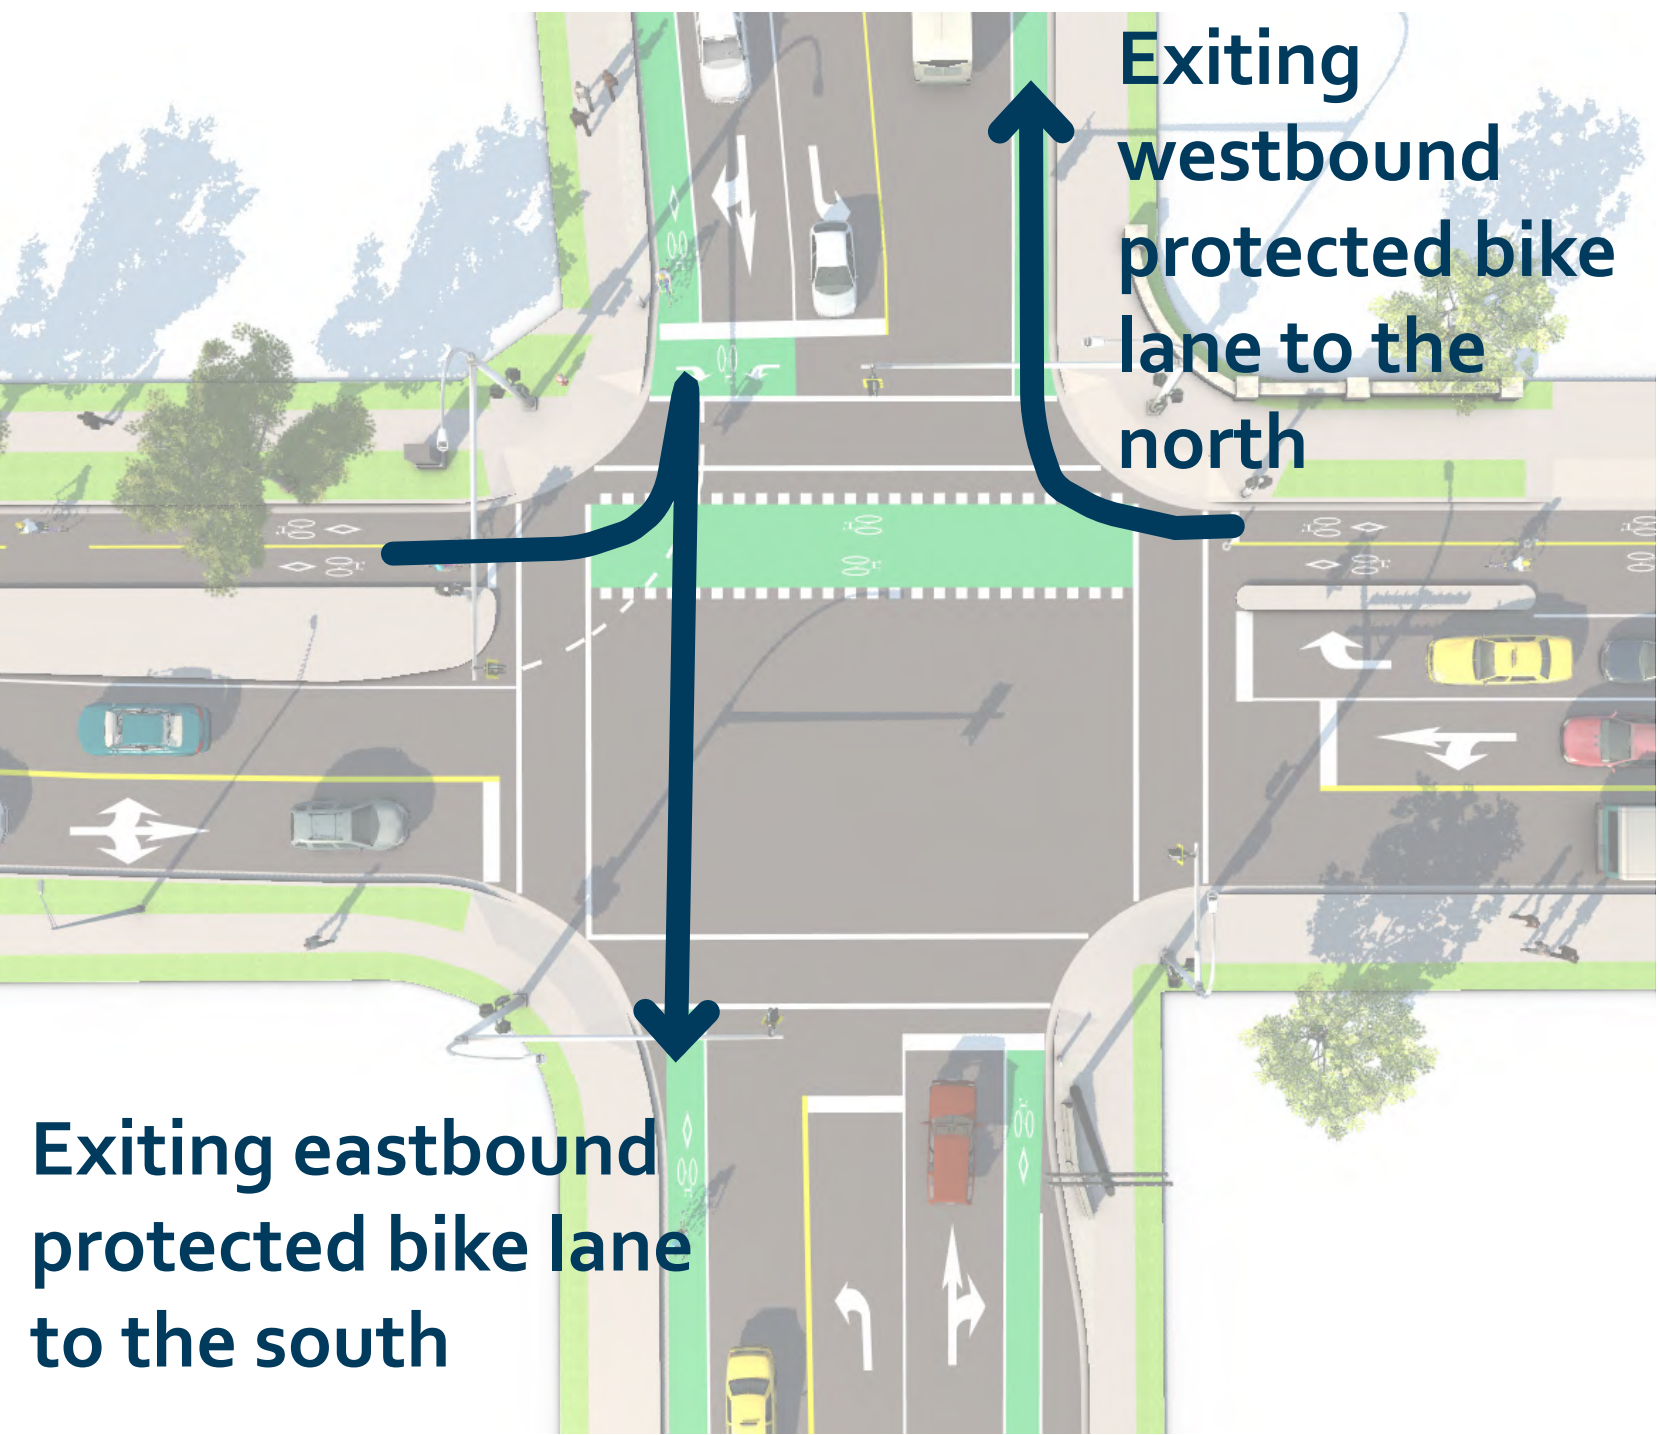 Exiting
westbound
protected bike
lane to the
north
Exiting eastbound
protected bike lane
to the south